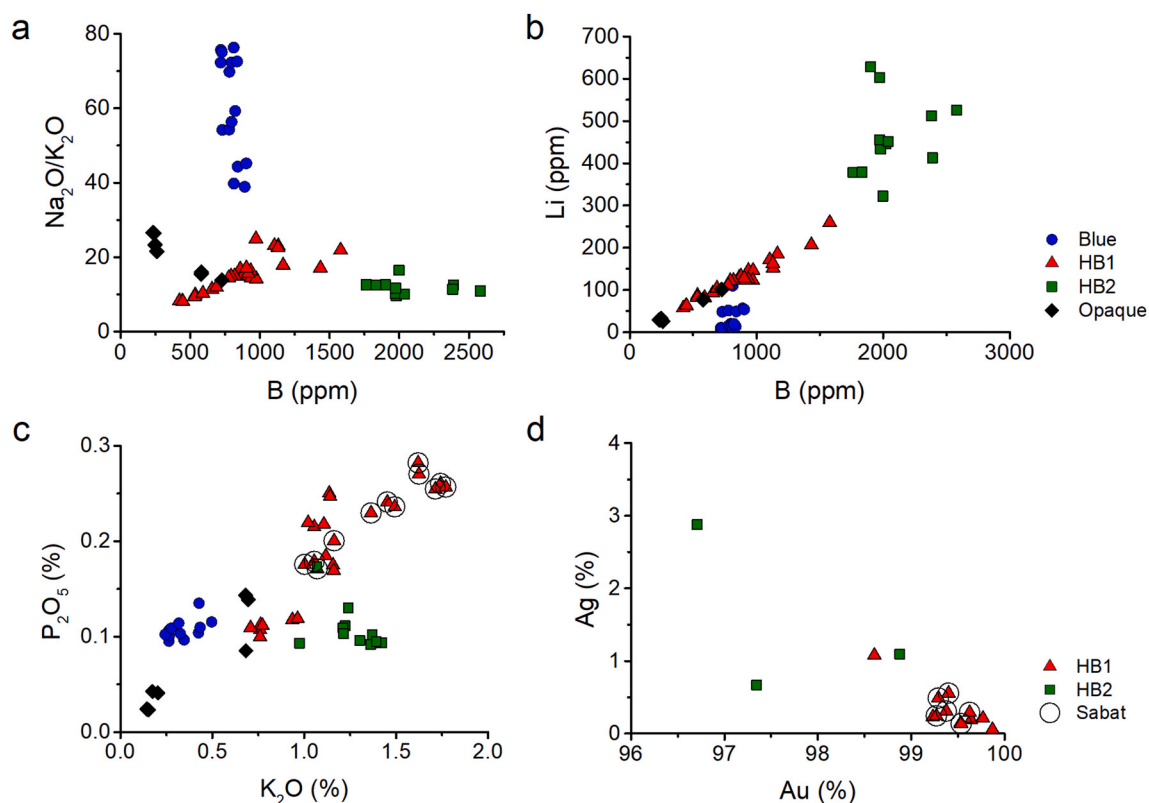 a
80
60
40
20
0
Na₂O/K₂O
0 500 1000 1500 2000 2500
B (ppm)
b
700
600
500
400
300
200
100
0
Li (ppm)
0 1000 2000 3000
B (ppm)
Blue
HB1
HB2
Opaque
c
0.3
0.2
0.1
0.0
P₂O₅ (%)
0.0 0.5 1.0 1.5 2.0
K₂O (%)
d
4
3
2
1
0
Ag (%)
96 97 98 99 100
Au (%)
HB1
HB2
Sabat